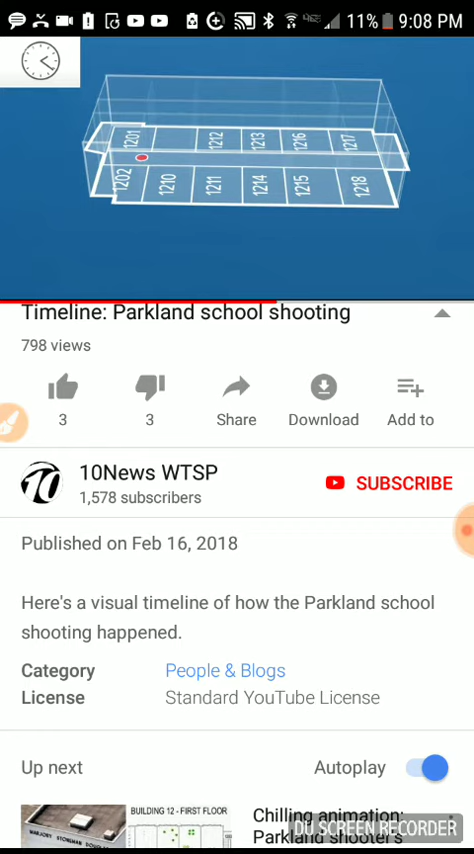 11% 9:08 PM
1201 1212 1213 1216 1217
1202 1210 1211 1214 1215 1218
Timeline: Parkland school shooting
798 views
3 3 Share Download Add to
10
10News WTSP
SUBSCRIBE
1,578 subscribers
Published on Feb 16, 2018
Here's a visual timeline of how the Parkland school
shooting happened.
Category People & Blogs
License Standard YouTube License
Up next Autoplay
MARJORY STONEMAN
BUILDING 12 - FIRST FLOOR
Chilling animation:
Parkland shooter's
DU SCREEN RECORDER